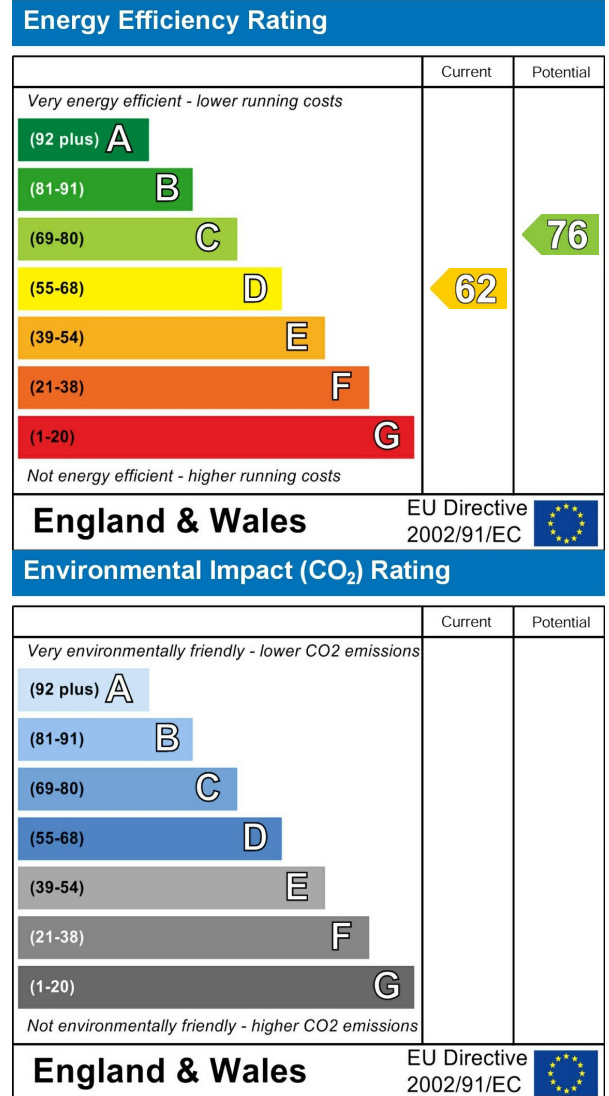 Energy Efficiency Rating
Current Potential
Very energy efficient - lower running costs
(92 plus) A
(81-91) B
(69-80) C 76
(55-68) D 62
(39-54) E
(21-38) F
(1-20) G
Not energy efficient - higher running costs
England & Wales
EU Directive
2002/91/EC
Environmental Impact (CO₂) Rating
Current Potential
Very environmentally friendly - lower CO2 emissions
(92 plus) A
(81-91) B
(69-80) C
(55-68) D
(39-54) E
(21-38) F
(1-20) G
Not environmentally friendly - higher CO2 emissions
England & Wales
EU Directive
2002/91/EC